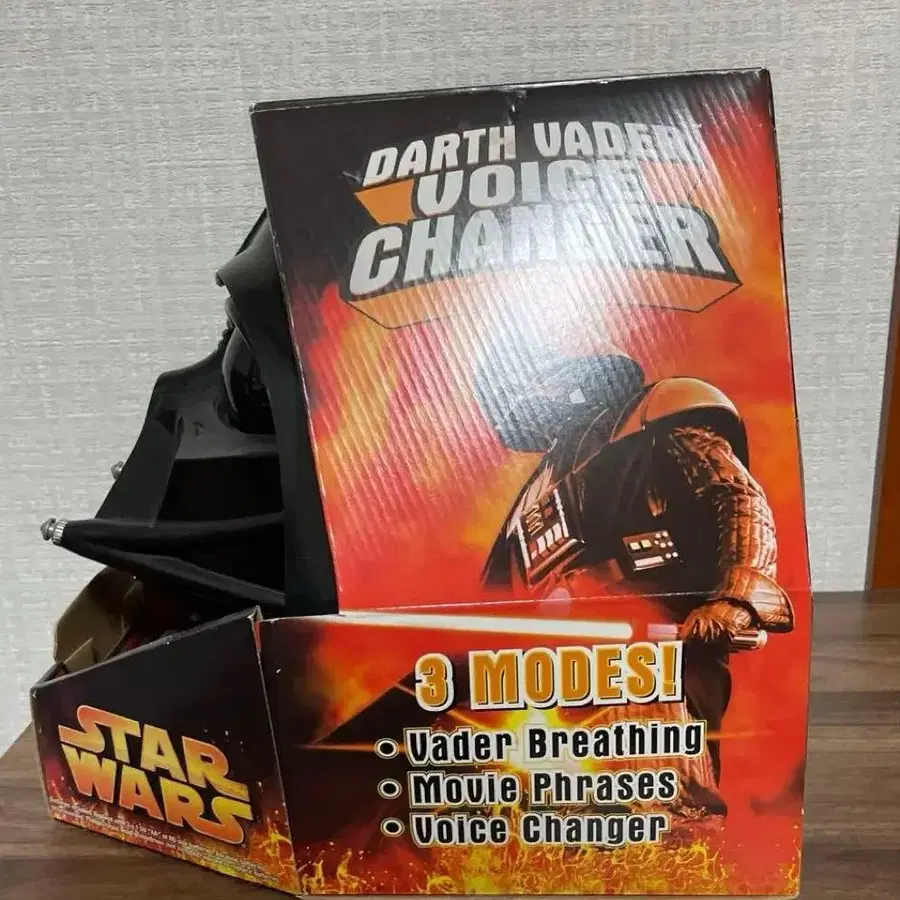 DARTH VADER
VOICE
CHANGER
3 MODES!
Vader Breathing
Movie Phrases
Voice Changer
STAR
WARS